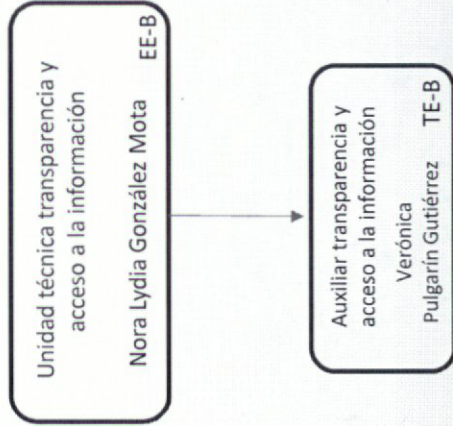 Unidad técnica transparencia y
acceso a la información
Nora Lydia González Mota
EE-B
Auxiliar transparencia y
acceso a la información
Verónica
Pulgarín Gutiérrez TE-B